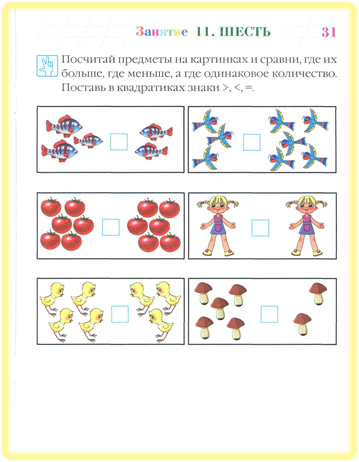 Занятие 11. ШЕСТЬ 31
Посчитай предметы на картинках и сравни, где их
больше, где меньше, а где одинаковое количество.
Поставь в квадратиках знаки >, <, =.